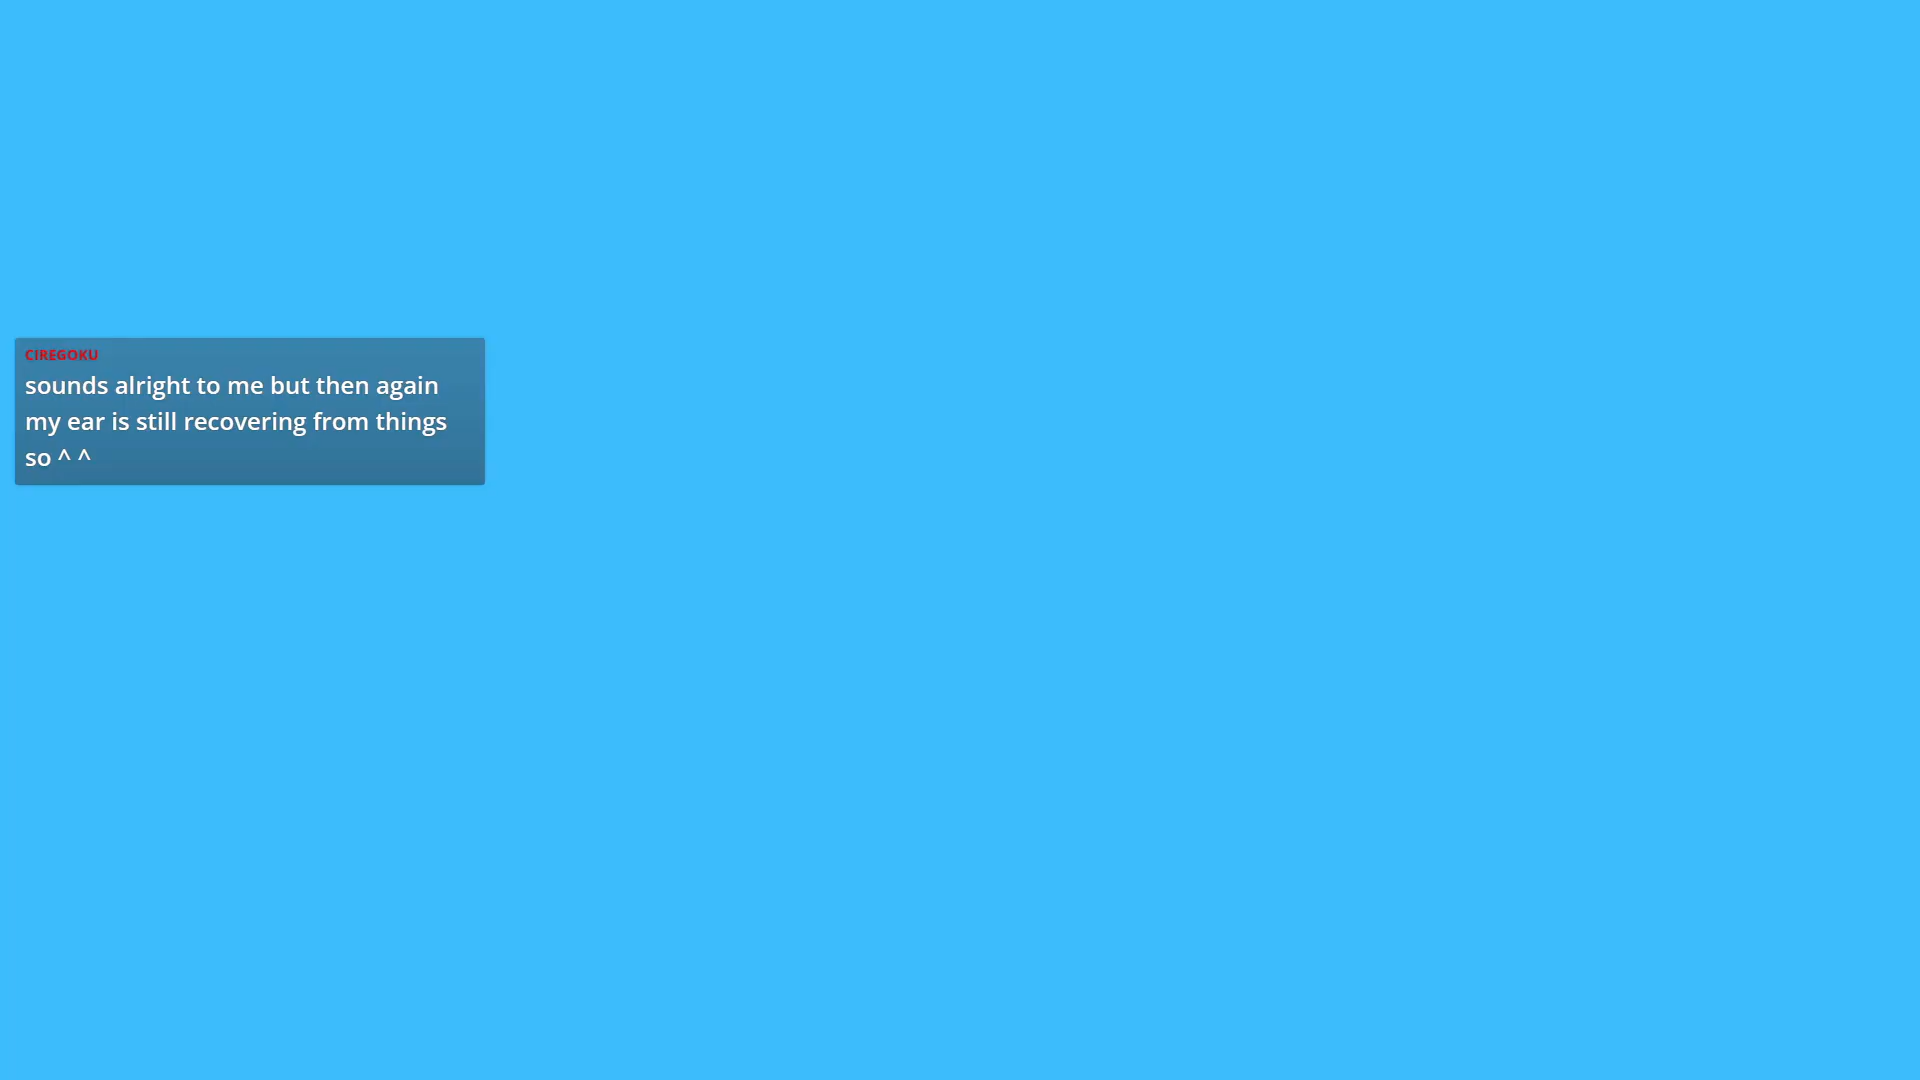 CIREGOKU
sounds alright to me but then again
my ear is still recovering from things
so ^ ^